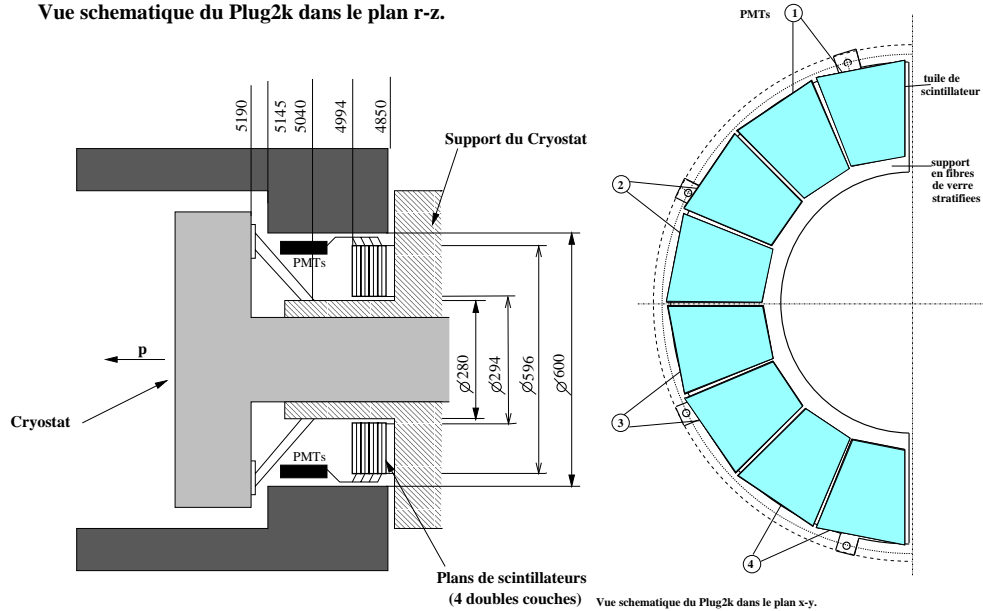 Vue schematique du Plug2k dans le plan r-z.
5190
5145
5040
4994
4850
Support du Cryostat
PMTs
p
Cryostat
Ø280
Ø294
Ø596
Ø600
PMTs
Plans de scintillateurs
(4 doubles couches)
PMTs
1
tuile de
scintillateur
support
en fibres
de verre
stratifiees
2
3
4
Vue schematique du Plug2k dans le plan x-y.